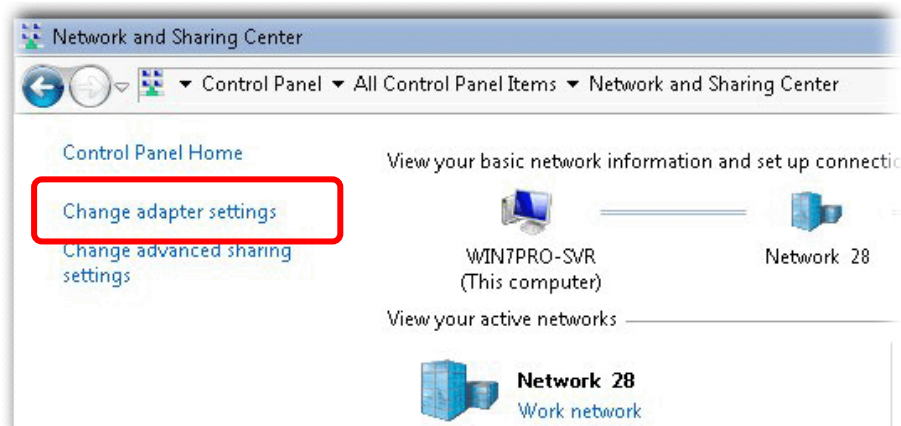 Network and Sharing Center
Control Panel ▾ All Control Panel Items ▾ Network and Sharing Center
Control Panel Home
Change adapter settings
Change advanced sharing
settings
View your basic network information and set up
WIN7PRO-SVR
(This computer)
Network 28
View your active networks
Network 28
Work network